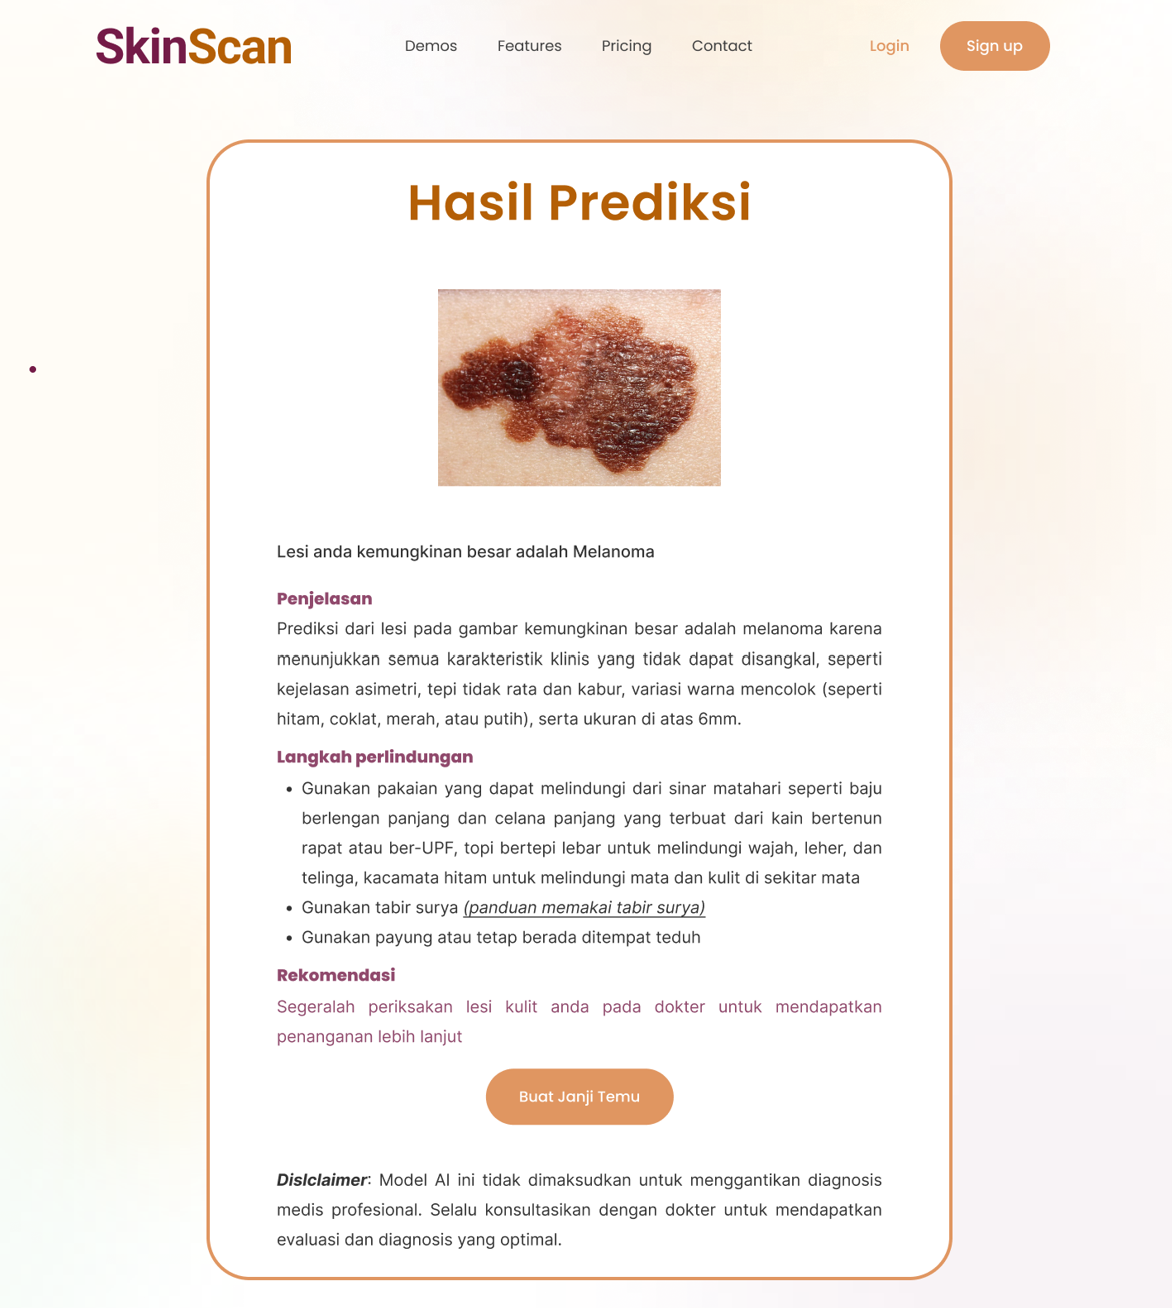 SkinScan
Demos Features Pricing Contact Login Sign up
Hasil Prediksi
Lesi anda kemungkinan besar adalah Melanoma
Penjelasan
Prediksi dari lesi pada gambar kemungkinan besar adalah melanoma karena
menunjukkan semua karakteristik klinis yang tidak dapat disangkal, seperti
kejelasan asimetri, tepi tidak rata dan kabur, variasi warna mencolok (seperti
hitam, coklat, merah, atau putih), serta ukuran di atas 6mm.
Langkah perlindungan
• Gunakan pakaian yang dapat melindungi dari sinar matahari seperti baju
berlengan panjang dan celana panjang yang terbuat dari kain bertenun
rapat atau ber-UPF, topi bertepi lebar untuk melindungi wajah, leher, dan
telinga, kacamata hitam untuk melindungi mata dan kulit di sekitar mata
• Gunakan tabir surya (panduan memakai tabir surya)
• Gunakan payung atau tetap berada ditempat teduh
Rekomendasi
Segeralah periksakan lesi kulit anda pada dokter untuk mendapatkan
penanganan lebih lanjut
Buat Janji Temu
Dislclaimer: Model AI ini tidak dimaksudkan untuk menggantikan diagnosis
medis profesional. Selalu konsultasikan dengan dokter untuk mendapatkan
evaluasi dan diagnosis yang optimal.